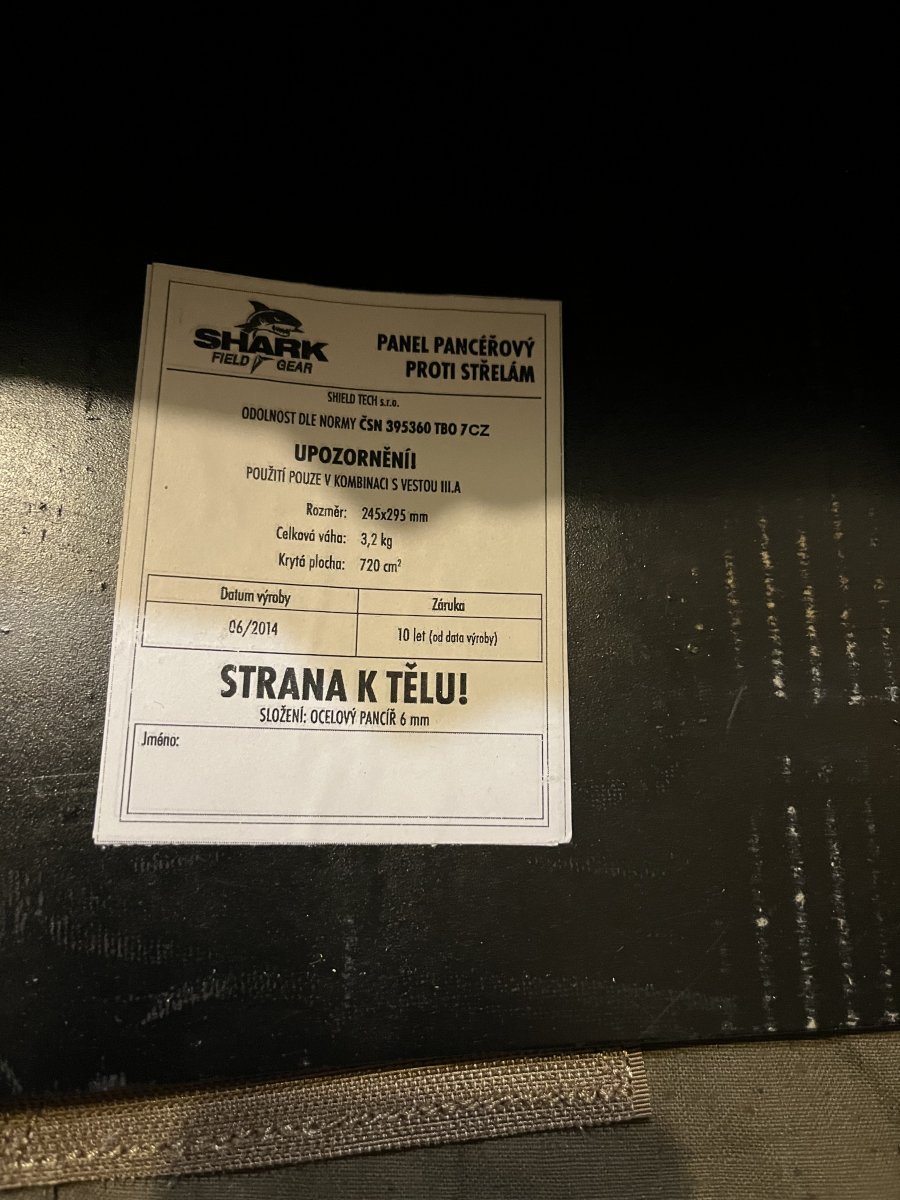 SHARK
FIELD GEAR
PANEL PANCÉŘOVÝ
PROTI STŘELÁM
SHIELD TECH s.r.o.
ODOLNOST DLE NORMY ČSN 395360 TBO 7CZ
UPOZORNĚNÍ!
POUŽITÍ POUZE V KOMBINACI S VESTOU III.A
Rozměr: 245x295 mm
Celková váha: 3,2 kg
Krytá plocha: 720 cm²
Datum výroby Záruka
06/2014 10 let (od data výroby)
STRANA K TĚLU!
SLOŽENÍ: OCELOVÝ PANCÍŘ 6 mm
Jméno: